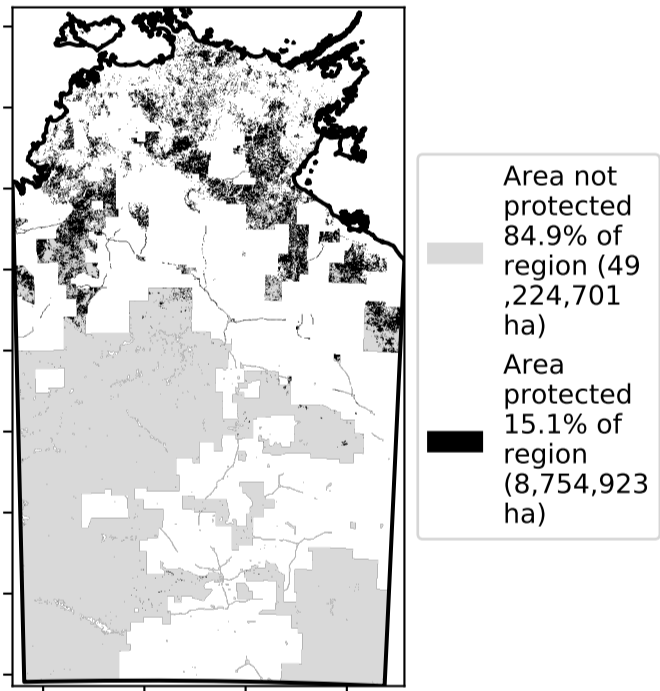 Area not
protected
84.9% of
region (49
,224,701
ha)
Area
protected
15.1% of
region
(8,754,923
ha)